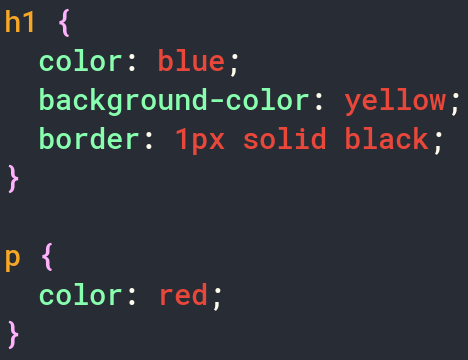 h1 {
  color: blue;
  background-color: yellow;
  border: 1px solid black;
}

p {
  color: red;
}